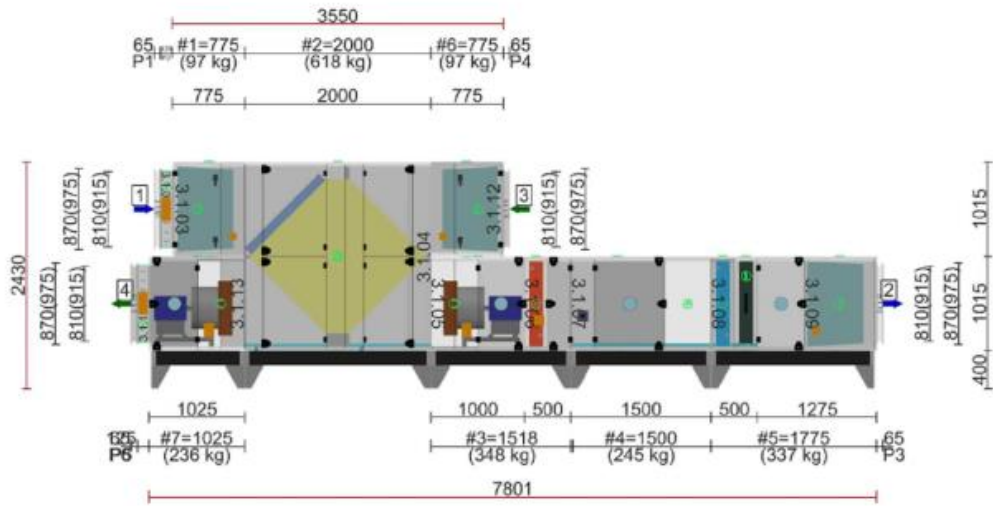 3550
65 #1=775 #2=2000 #6=775 65
P1 (97 kg) (618 kg) (97 kg) P4
775 2000 775
1 3
870(975) 810(915) 3.1.03 3.1.04 3.1.12 810(915) 870(975)
2430 1015
4 2
870(975) 810(915) 3.1.13 3.1.08 3.1.09 810(915) 870(975)
1015
400
1025 1000 500 1500 500 1275
#7=1025 #3=1518 #4=1500 #5=1775 65
(236 kg) (348 kg) (245 kg) (337 kg) P3
7801